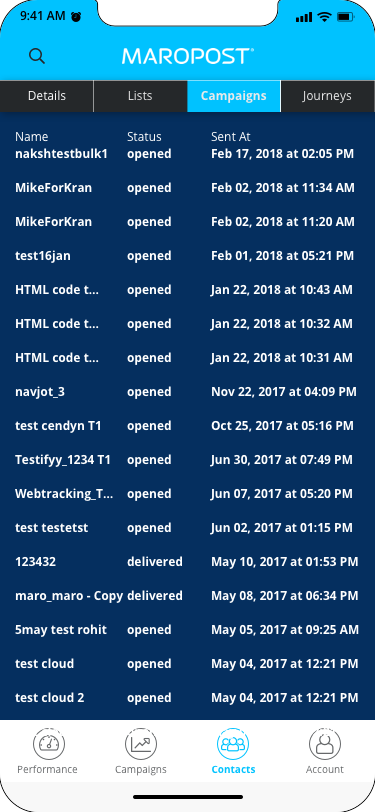 9:41 AM
MAROPOST
Details Lists Campaigns Journeys
Name Status Sent At
nakshtestbulk1 opened Feb 17, 2018 at 02:05 PM
MikeForKran opened Feb 02, 2018 at 11:34 AM
MikeForKran opened Feb 02, 2018 at 11:20 AM
test16jan opened Feb 01, 2018 at 05:21 PM
HTML code t... opened Jan 22, 2018 at 10:43 AM
HTML code t... opened Jan 22, 2018 at 10:32 AM
HTML code t... opened Jan 22, 2018 at 10:31 AM
navjot_3 opened Nov 22, 2017 at 04:09 PM
test cendyn T1 opened Oct 25, 2017 at 05:16 PM
Testifyy_1234 T1 opened Jun 30, 2017 at 07:49 PM
Webtracking_T... opened Jun 07, 2017 at 05:20 PM
test testetst opened Jun 02, 2017 at 01:15 PM
123432 delivered May 10, 2017 at 01:53 PM
maro_maro - Copy delivered May 08, 2017 at 06:34 PM
5may test rohit opened May 05, 2017 at 09:25 AM
test cloud opened May 04, 2017 at 12:21 PM
test cloud 2 opened May 04, 2017 at 12:21 PM
Performance Campaigns Contacts Account